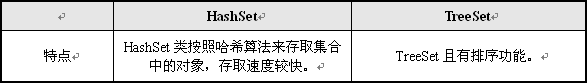 HashSet
TreeSet
特点
HashSet 类按照哈希算法来存取集合
中的对象，存取速度较快。
TreeSet 且有排序功能。